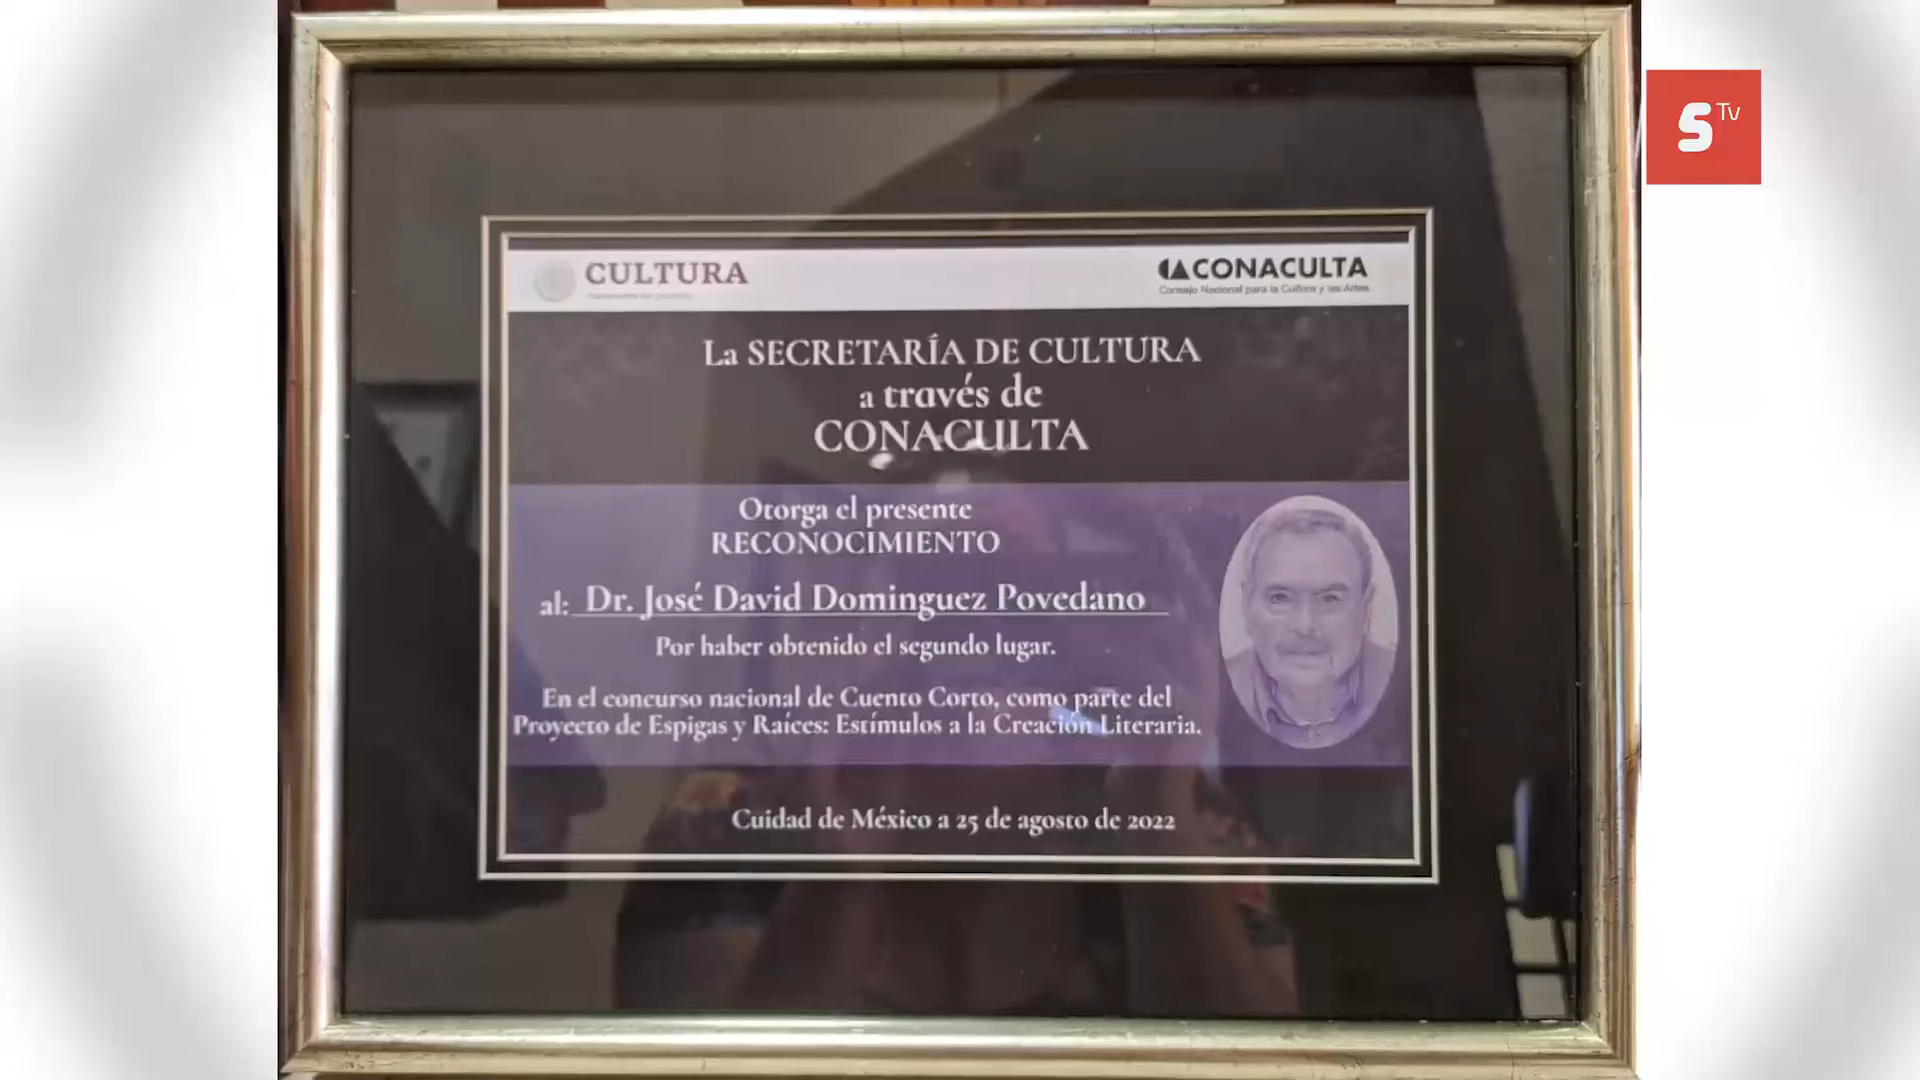 STv
CULTURA
CONACULTA
Consejo Nacional para la Cultura y las Artes
La SECRETARÍA DE CULTURA
a través de
CONACULTA
Otorga el presente
RECONOCIMIENTO
al: Dr. José David Dominguez Povedano
Por haber obtenido el segundo lugar.
En el concurso nacional de Cuento Corto, como parte del
Proyecto de Espigas y Raíces: Estímulos a la Creación Literaria.
Cuidad de México a 25 de agosto de 2022